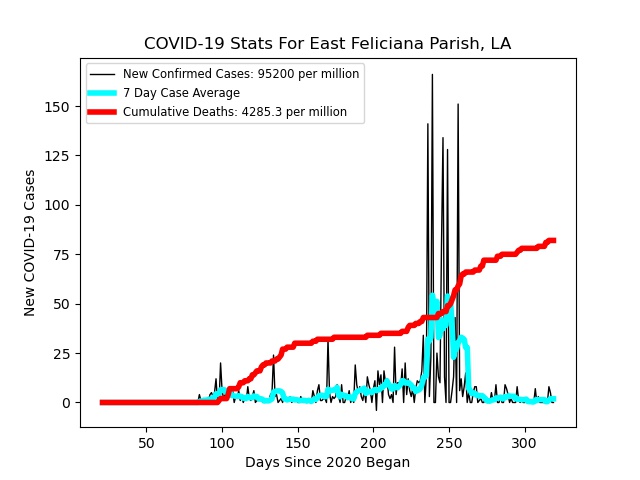 COVID-19 Stats For East Feliciana Parish, LA
New Confirmed Cases: 95200 per million
7 Day Case Average
Cumulative Deaths: 4285.3 per million
New COVID-19 Cases
150
125
100
75
50
25
0
50 100 150 200 250 300
Days Since 2020 Began